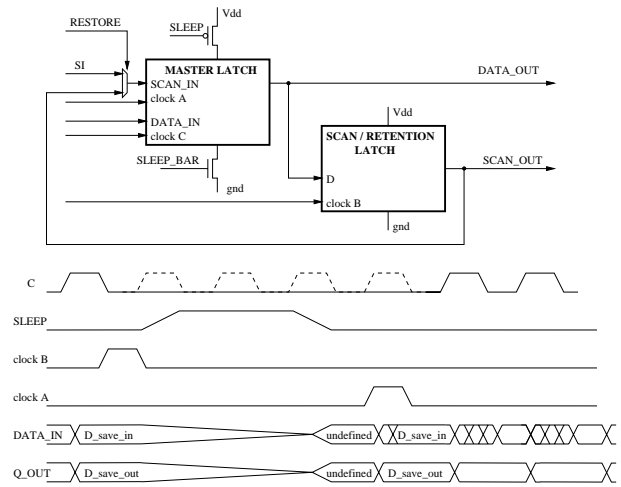 RESTORE
SLEEP
Vdd
SI
MASTER LATCH
SCAN_IN
clock A
DATA_IN
clock C
DATA_OUT
SLEEP_BAR
gnd
Vdd
SCAN / RETENTION
LATCH
D
clock B
SCAN_OUT
gnd
C
SLEEP
clock B
clock A
DATA_IN D_save_in undefined D_save_in
Q_OUT D_save_out undefined D_save_out